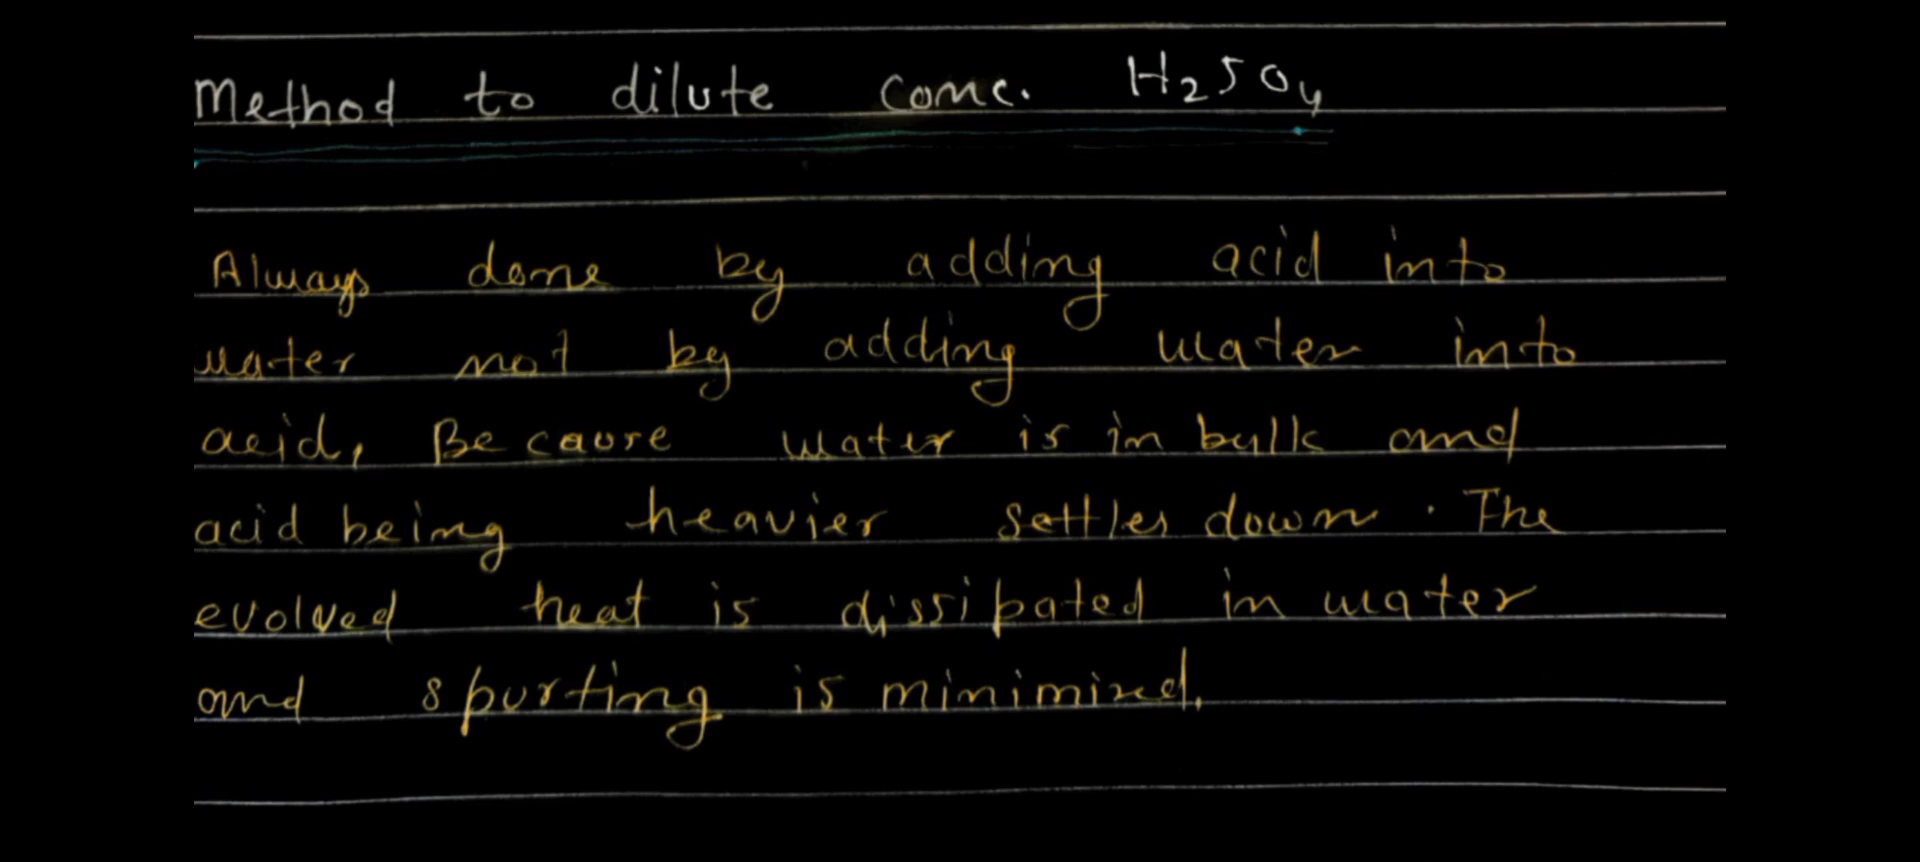 Method to dilute conc. H₂SO₄
Always done by adding acid into
water not by adding water into
acid, Because water is in bulk and
acid being heavier settles down. The
evolved heat is dissipated in water
and spurting is minimized.